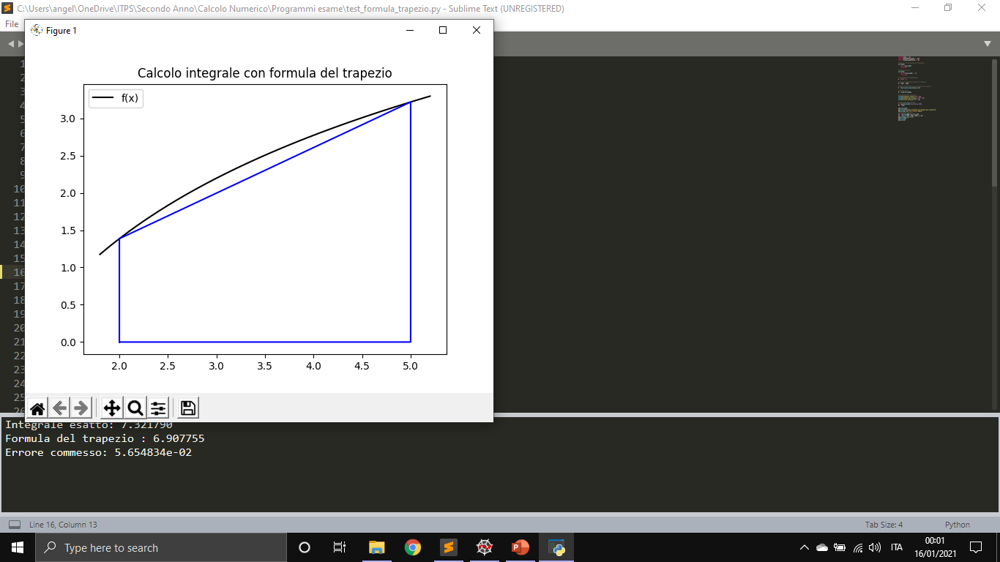 C:\Users\angel\OneDrive\ITPS\Secondo Anno\Calcolo Numerico\Programmi esame\test_formula_trapezio.py - Sublime Text (UNREGISTERED)
File
Figure 1
Calcolo integrale con formula del trapezio
f(x)
3.0
2.5
2.0
1.5
1.0
0.5
0.0
2.0 2.5 3.0 3.5 4.0 4.5 5.0
1
2
3
4
5
6
7
8
9
10
11
12
13
14
15
16
17
18
19
20
21
22
23
24
25
26
Integrale esatto: 7.321790
Formula del trapezio : 6.907755
Errore commesso: 5.654834e-02
Line 16, Column 13
Tab Size: 4
Python
Type here to search
ITA
00:01
16/01/2021